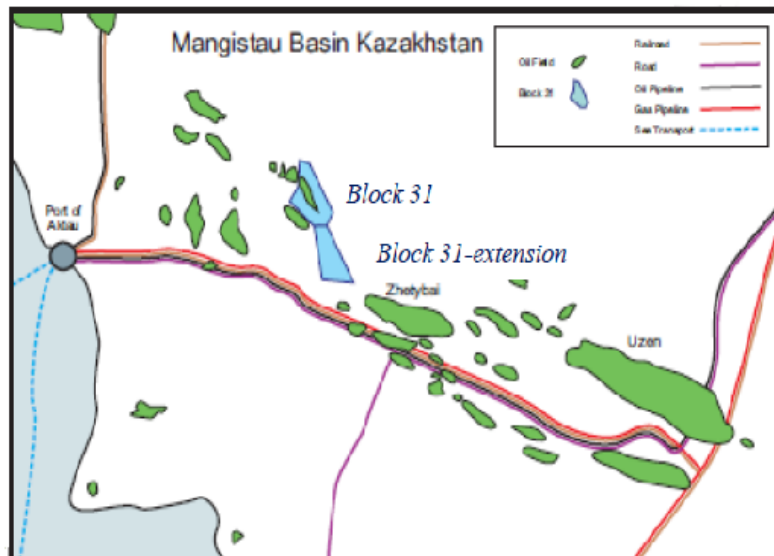 Mangistau Basin Kazakhstan
Oil Field
Block 31
Railroad
Road
Oil Pipeline
Gas Pipeline
Sea Transport
Port of
Aktau
Block 31
Block 31-extension
Zhetybai
Uzen